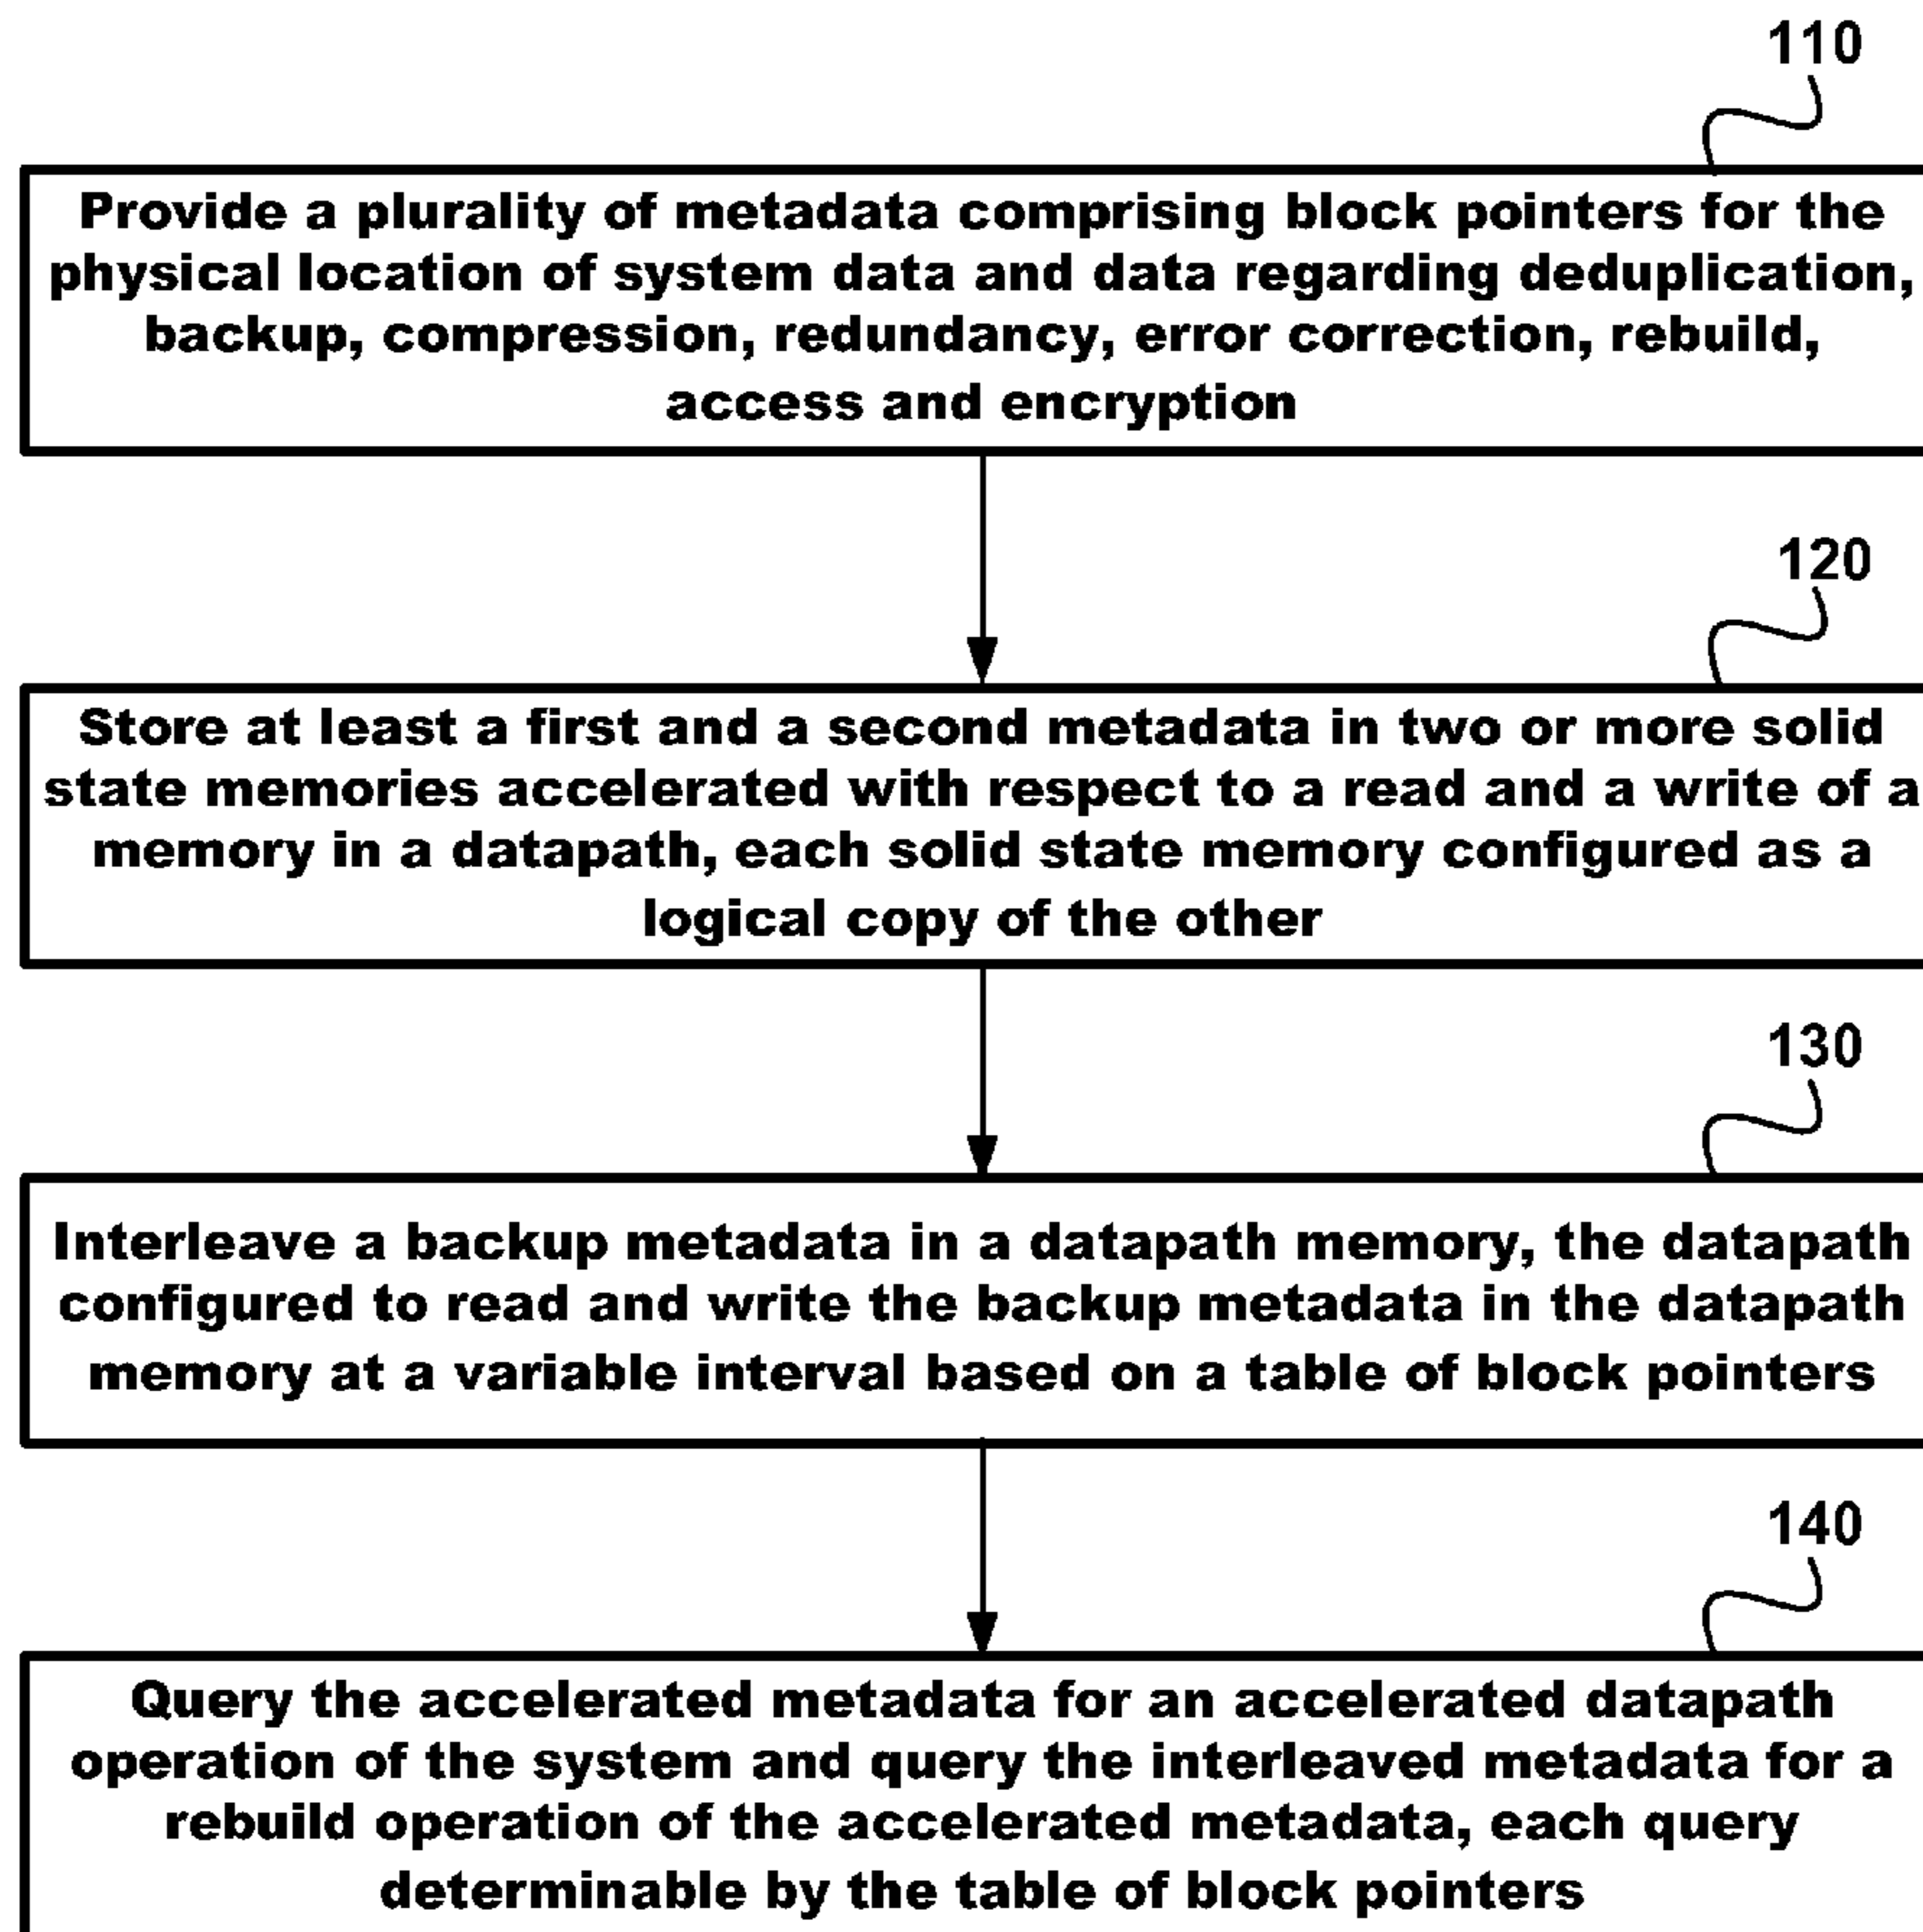 110
Provide a plurality of metadata comprising block pointers for the
physical location of system data and data regarding deduplication,
backup, compression, redundancy, error correction, rebuild,
access and encryption
120
Store at least a first and a second metadata in two or more solid
state memories accelerated with respect to a read and a write of a
memory in a datapath, each solid state memory configured as a
logical copy of the other
130
Interleave a backup metadata in a datapath memory, the datapath
configured to read and write the backup metadata in the datapath
memory at a variable interval based on a table of block pointers
140
Query the accelerated metadata for an accelerated datapath
operation of the system and query the interleaved metadata for a
rebuild operation of the accelerated metadata, each query
determinable by the table of block pointers